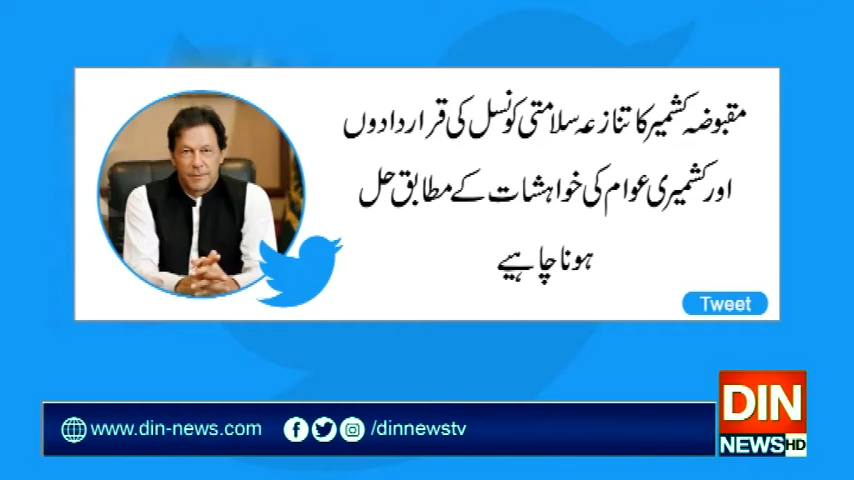 مقبوضہ کشمیر کا تنازعہ سلامتی کونسل کی قراردادوں
اور کشمیری عوام کی خواہشات کے مطابق حل
ہونا چاہیے
Tweet
www.din-news.com
/dinnewstv
DIN
NEWS HD